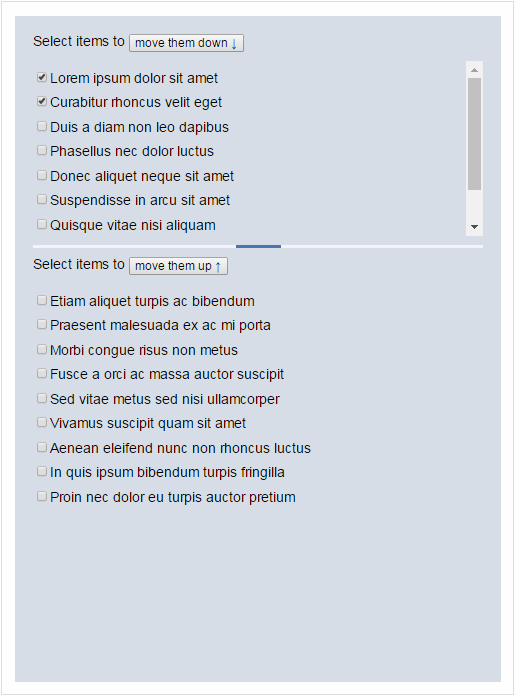 Select items to move them down ↓
Lorem ipsum dolor sit amet
Curabitur rhoncus velit eget
Duis a diam non leo dapibus
Phasellus nec dolor luctus
Donec aliquet neque sit amet
Suspendisse in arcu sit amet
Quisque vitae nisi aliquam
Select items to move them up ↑
Etiam aliquet turpis ac bibendum
Praesent malesuada ex ac mi porta
Morbi congue risus non metus
Fusce a orci ac massa auctor suscipit
Sed vitae metus sed nisi ullamcorper
Vivamus suscipit quam sit amet
Aenean eleifend nunc non rhoncus luctus
In quis ipsum bibendum turpis fringilla
Proin nec dolor eu turpis auctor pretium